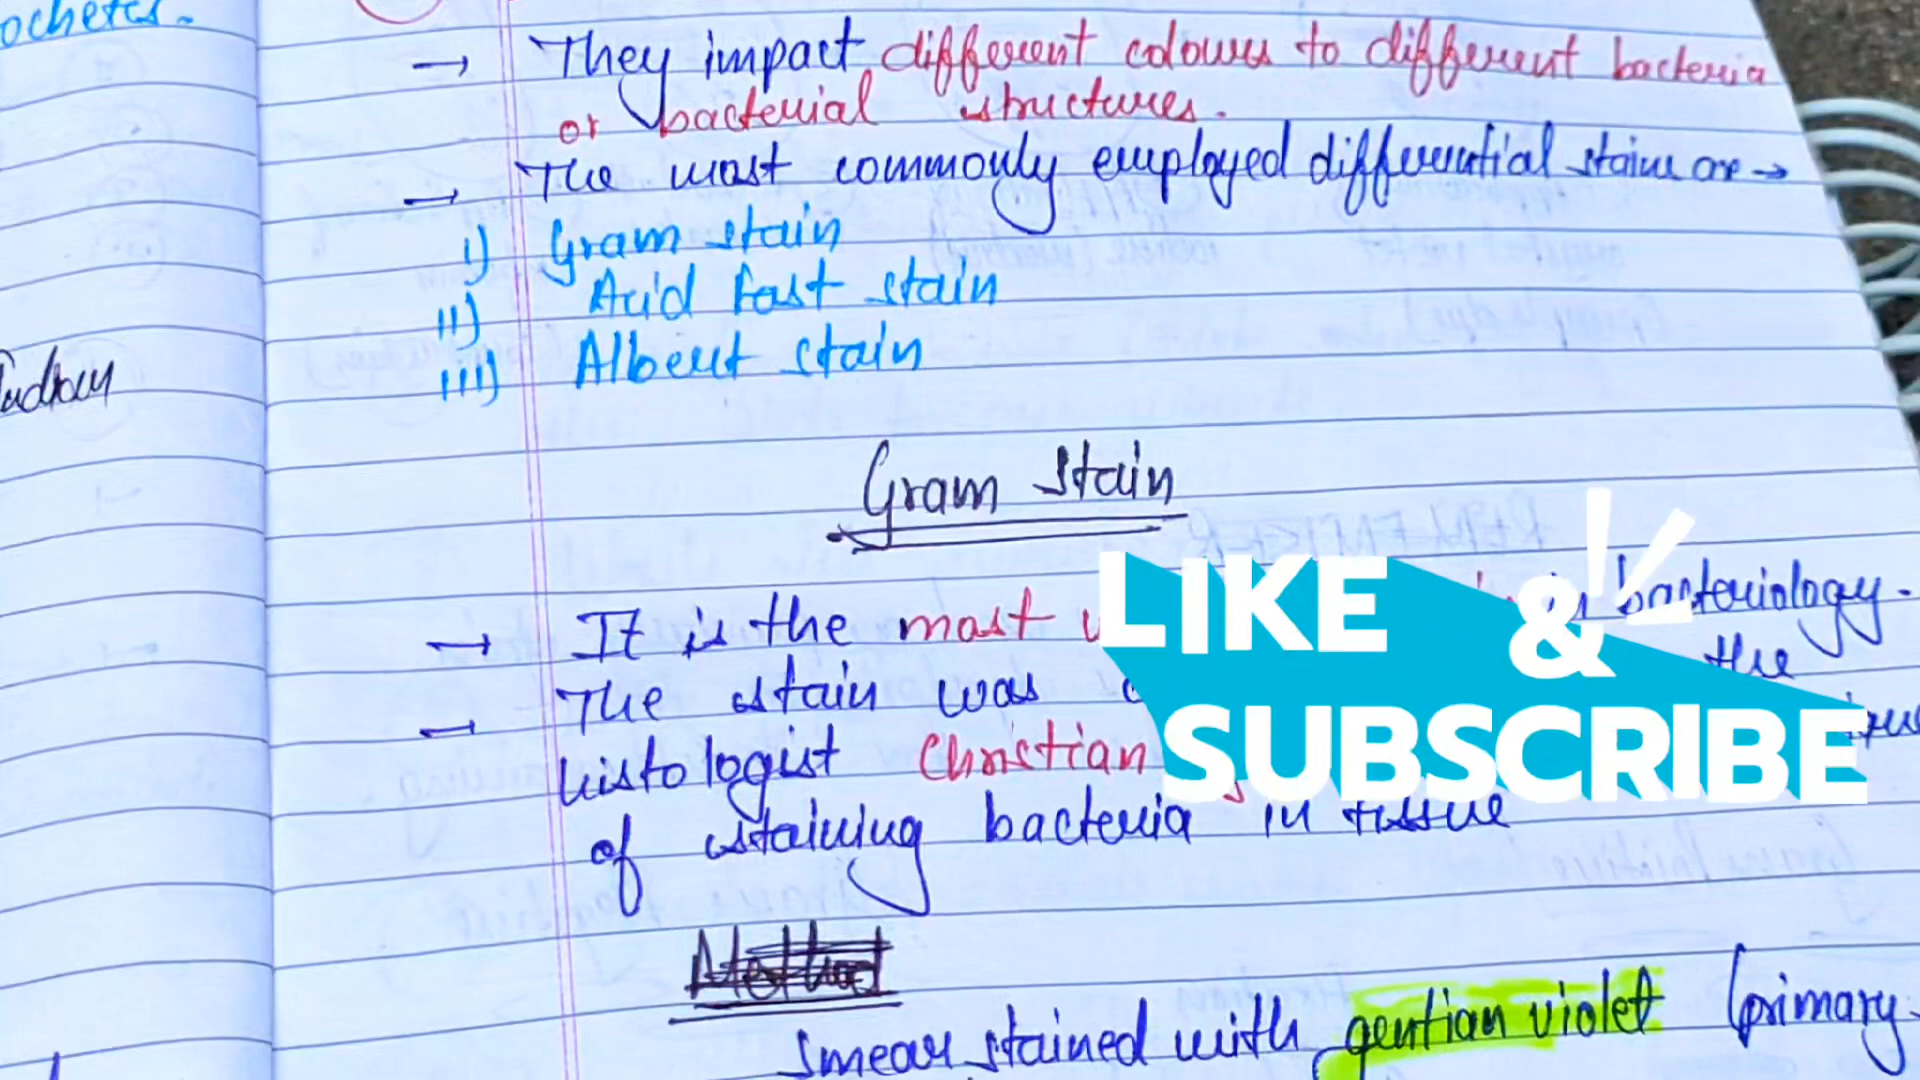 ochetes.
→ They impact different colours to different bacteria
or bacterial structures.
→ The most commonly employed differential stains are →
i) Gram stain
ii) Acid fast stain
iii) Albert stain
Gram Stain
→ It is the most in bacteriology.
→ The stain was the
histologist Christian
of staining bacteria in tissue
Method
smear stained with gentian violet (primary
LIKE &
SUBSCRIBE